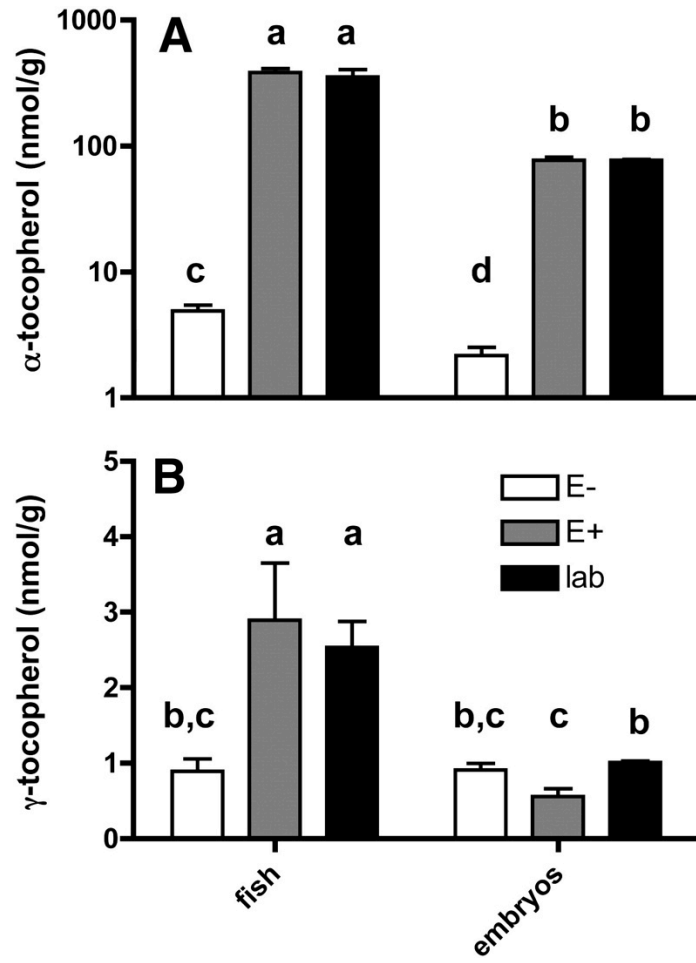 A
α-tocopherol (nmol/g)
1000
100
10
1
a a
b b
c
d
B
γ-tocopherol (nmol/g)
5
4
3
2
1
0
E-
E+
lab
a a
b,c b,c c b
fish embryos